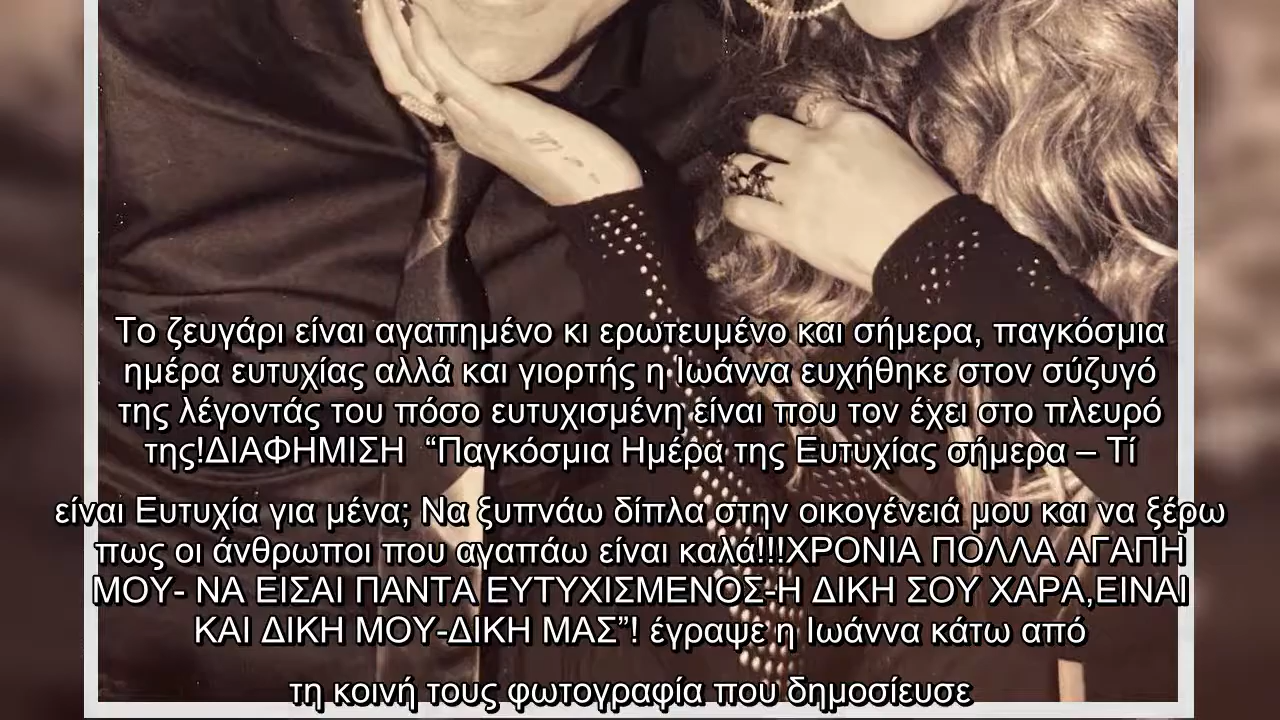 Το ζευγάρι είναι αγαπημένο κι ερωτευμένο και σήμερα, παγκόσμια
ημέρα ευτυχίας αλλά και γιορτής η Ιωάννα ευχήθηκε στον σύζυγό
της λέγοντάς του πόσο ευτυχισμένη είναι που τον έχει στο πλευρό
της!ΔΙΑΦΗΜΙΣΗ “Παγκόσμια Ημέρα της Ευτυχίας σήμερα – Τί
είναι Ευτυχία για μένα; Να ξυπνάω δίπλα στην οικογένειά μου και να ξέρω
πως οι άνθρωποι που αγαπάω είναι καλά!!!ΧΡΟΝΙΑ ΠΟΛΛΑ ΑΓΑΠΗ
ΜΟΥ- ΝΑ ΕΙΣΑΙ ΠΑΝΤΑ ΕΥΤΥΧΙΣΜΕΝΟΣ-Η ΔΙΚΗ ΣΟΥ ΧΑΡΑ,ΕΙΝΑΙ
ΚΑΙ ΔΙΚΗ ΜΟΥ-ΔΙΚΗ ΜΑΣ”! έγραψε η Ιωάννα κάτω από
τη κοινή τους φωτογραφία που δημοσίευσε